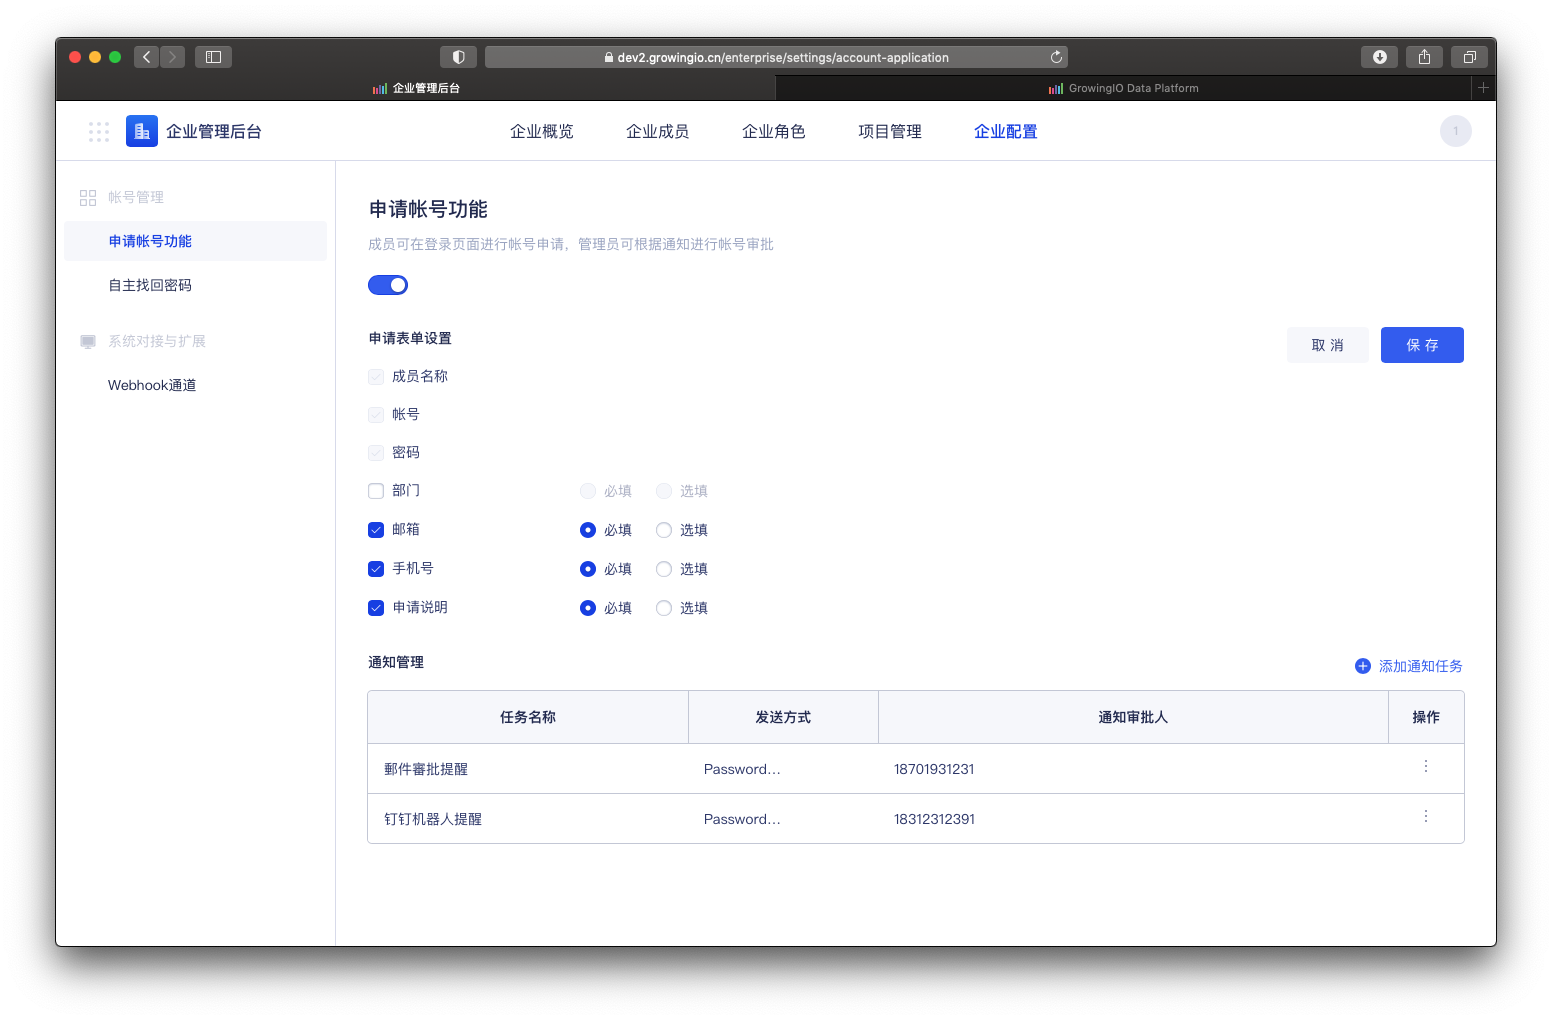 dev2.growingio.cn/enterprise/settings/account-application
企业管理后台
GrowingIO Data Platform
企业管理后台
企业概览
企业成员
企业角色
项目管理
企业配置
1
帐号管理
申请帐号功能
自主找回密码
系统对接与扩展
Webhook通道
申请帐号功能
成员可在登录页面进行帐号申请，管理员可根据通知进行帐号审批
申请表单设置
取 消
保 存
成员名称
帐号
密码
部门 必填 选填
邮箱 必填 选填
手机号 必填 选填
申请说明 必填 选填
通知管理
添加通知任务
任务名称 发送方式 通知审批人 操作
郵件審批提醒 Password... 18701931231
钉钉机器人提醒 Password... 18312312391